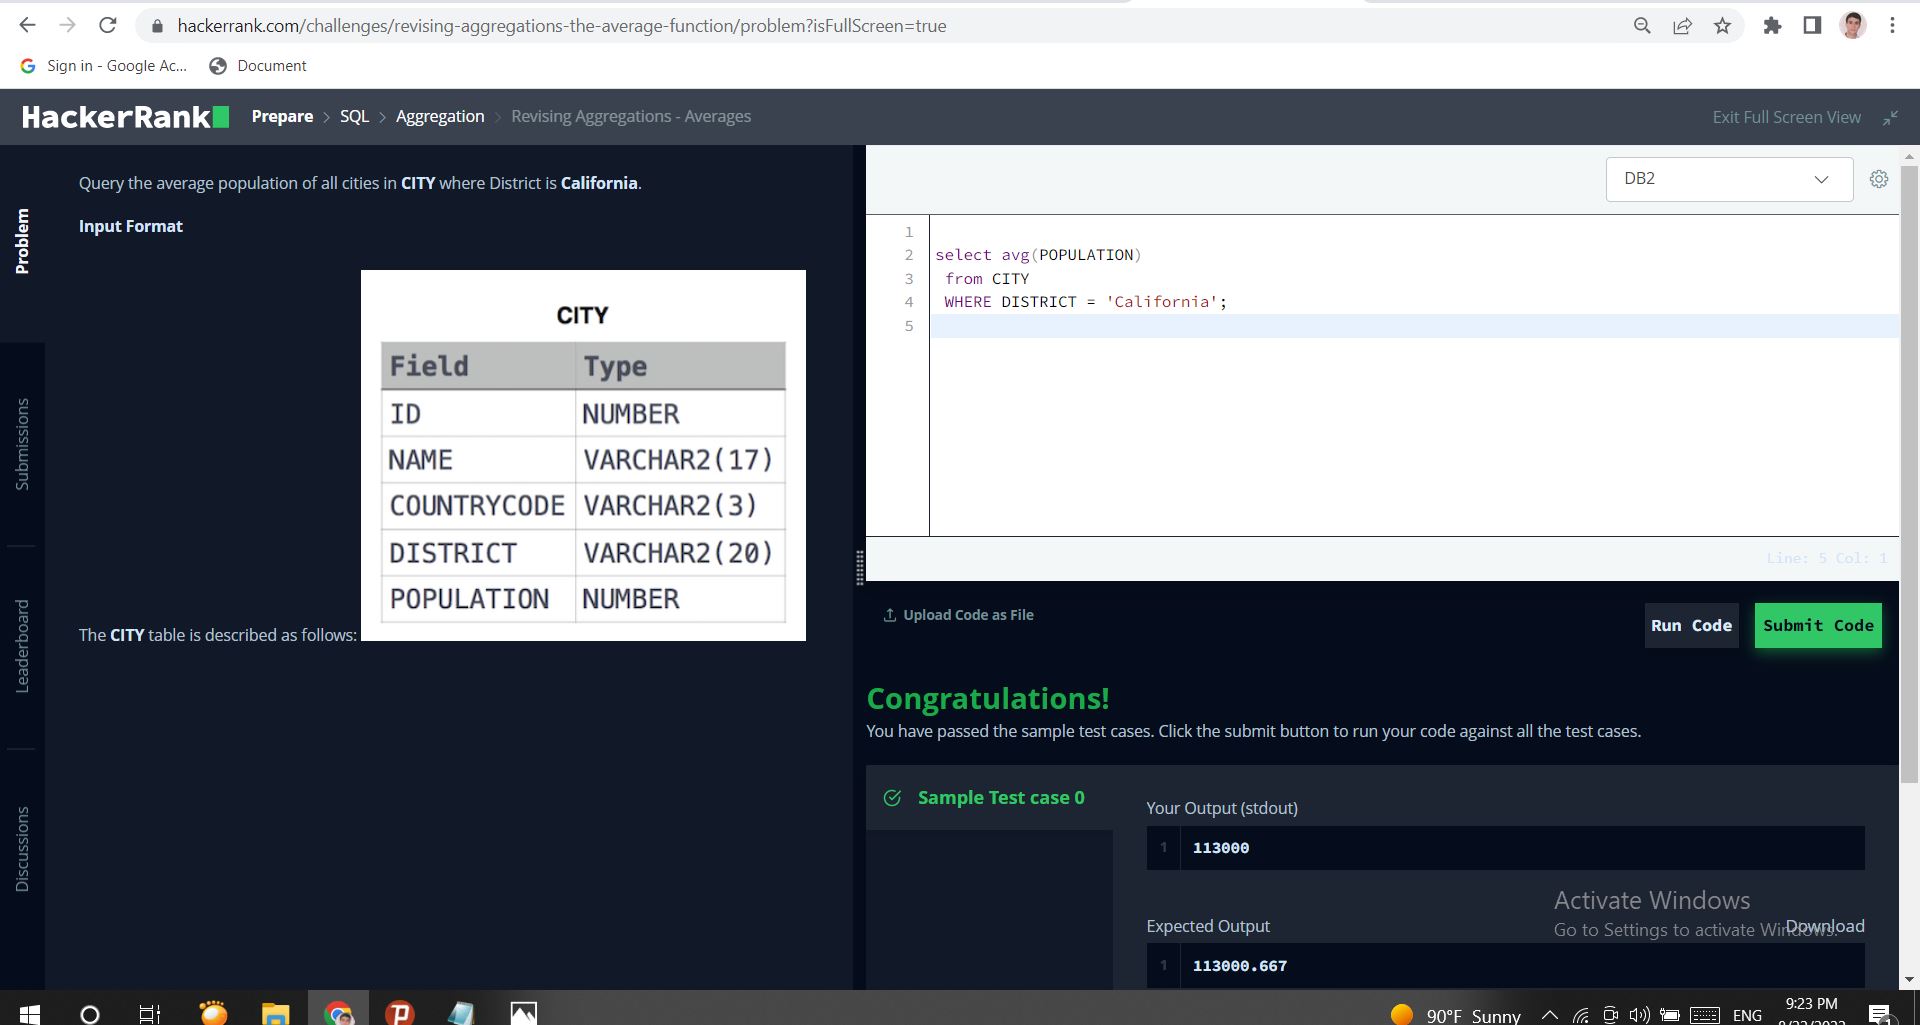 hackerrank.com/challenges/revising-aggregations-the-average-function/problem?isFullScreen=true
Sign in - Google Ac... Document
HackerRank Prepare > SQL > Aggregation > Revising Aggregations - Averages Exit Full Screen View
Problem
Submissions
Leaderboard
Discussions
Query the average population of all cities in CITY where District is California.
Input Format
CITY
Field Type
ID NUMBER
NAME VARCHAR2(17)
COUNTRYCODE VARCHAR2(3)
DISTRICT VARCHAR2(20)
POPULATION NUMBER
The CITY table is described as follows:
DB2
1
2 select avg(POPULATION)
3 from CITY
4 WHERE DISTRICT = 'California';
5
Line: 5 Col: 1
Upload Code as File Run Code Submit Code
Congratulations!
You have passed the sample test cases. Click the submit button to run your code against all the test cases.
Sample Test case 0
Your Output (stdout)
1 113000
Expected Output Download
1 113000.667
Activate Windows
Go to Settings to activate Windows.
90°F Sunny ENG 9:23 PM